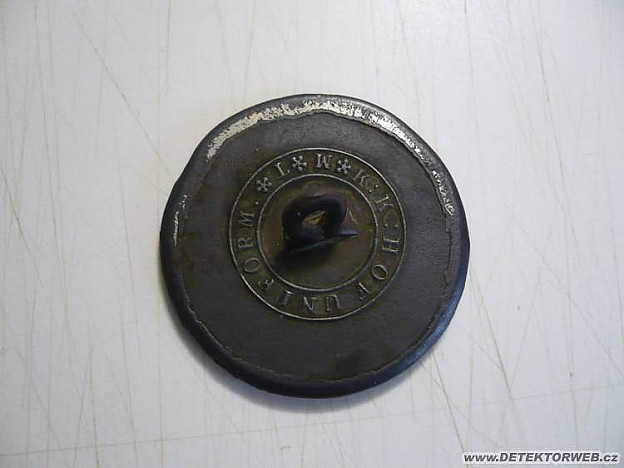 ✲ I ✲ M ✲ K: K: HOF UNIFORM.
www.DETEKTORWEB.cz